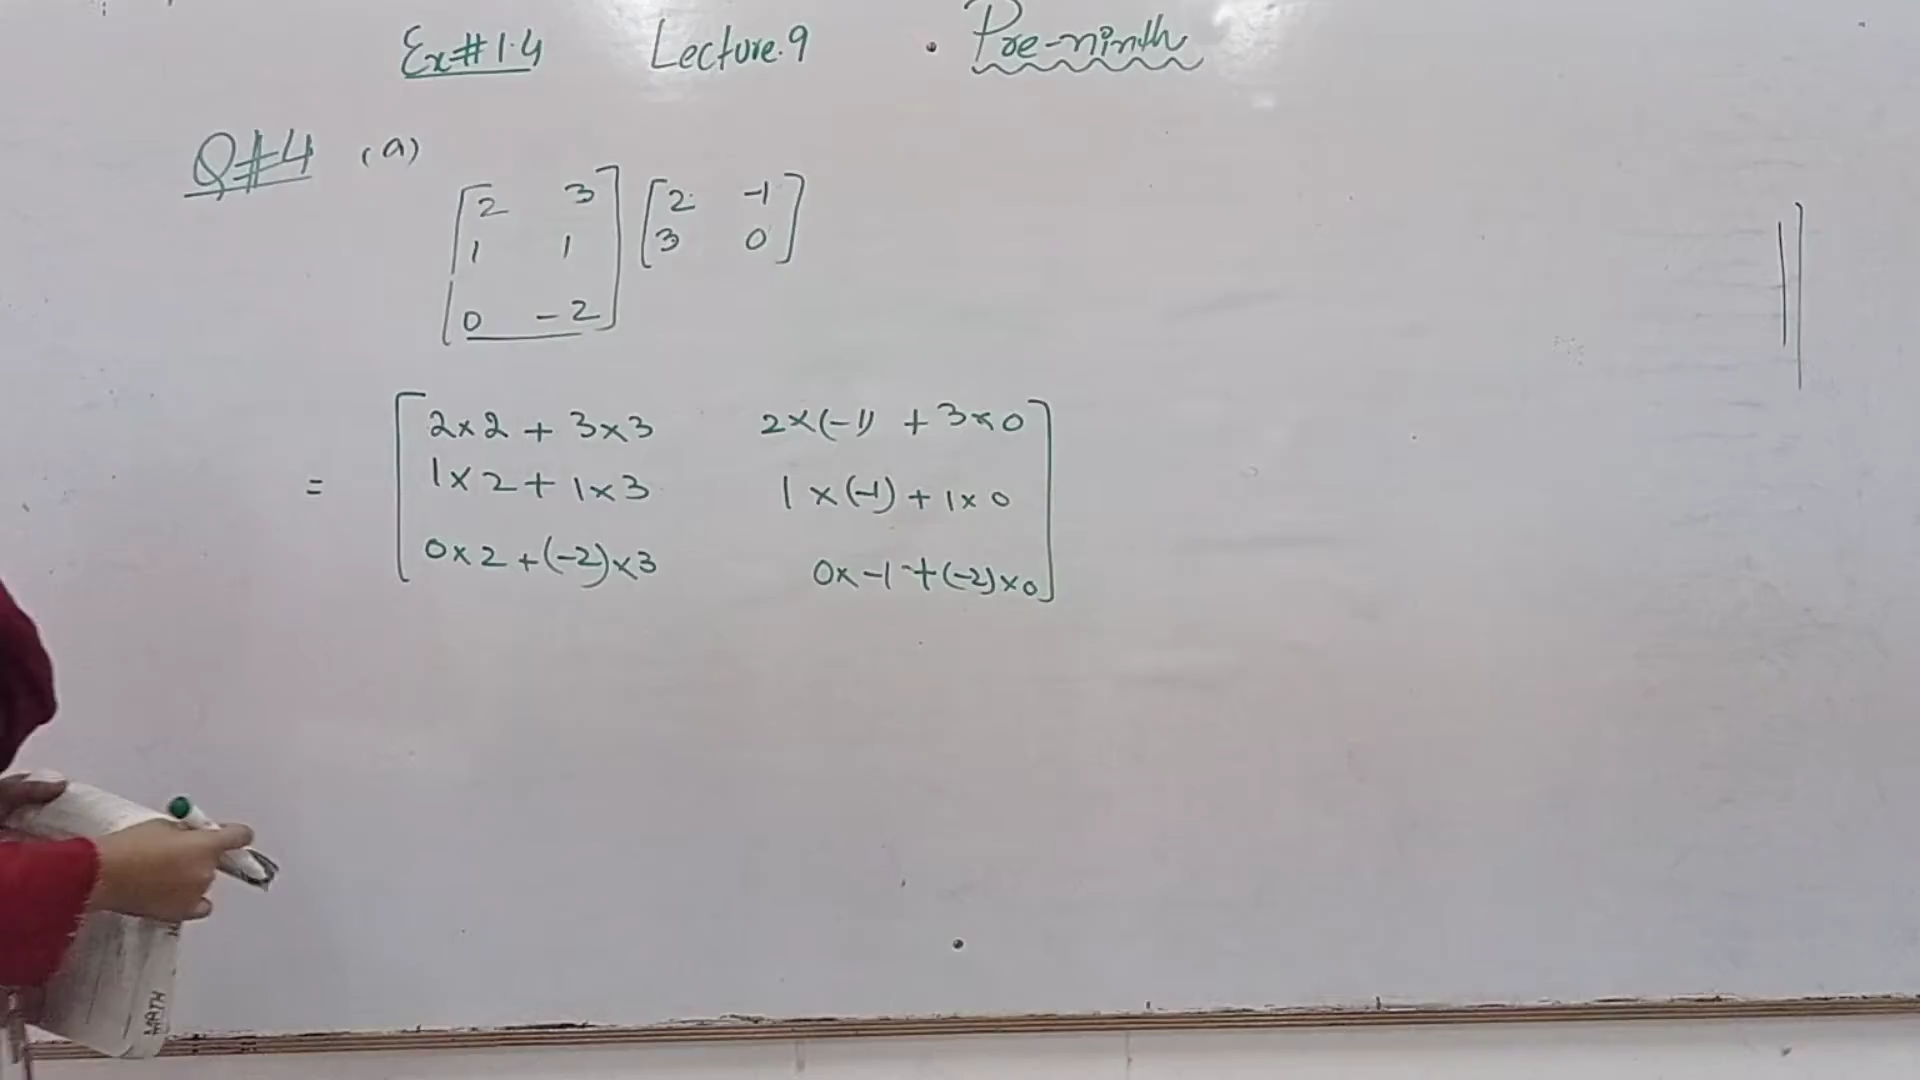 Ex#1.4 Lecture.9 Pre-ninth
Q#4 (a)
2 3 2 -1
1 1 3 0
0 -2
2×2 + 3×3 2×(-1) + 3×0
= 1×2 + 1×3 1×(-1) + 1×0
0×2 + (-2)×3 0×-1 + (-2)×0
MATH